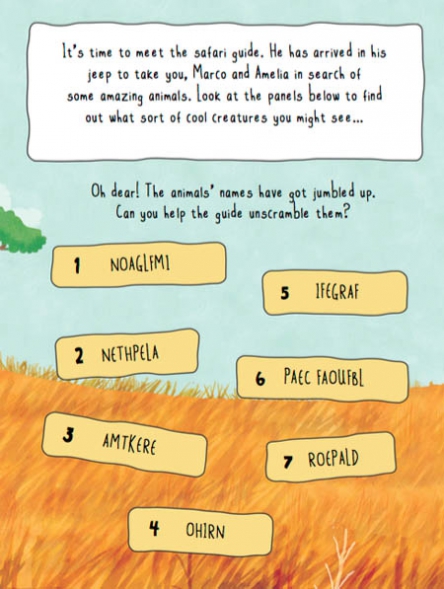 It's time to meet the safari guide. He has arrived in his
jeep to take you, Marco and Amelia in search of
some amazing animals. Look at the panels below to find
out what sort of cool creatures you might see...
Oh dear! The animals' names have got jumbled up.
Can you help the guide unscramble them?
1 NOAGLFMI
5 IFEGRAF
2 NETHPELA
6 PAEC FAOUFBL
3 AMTKERE
7 ROEPALD
4 OHIRN